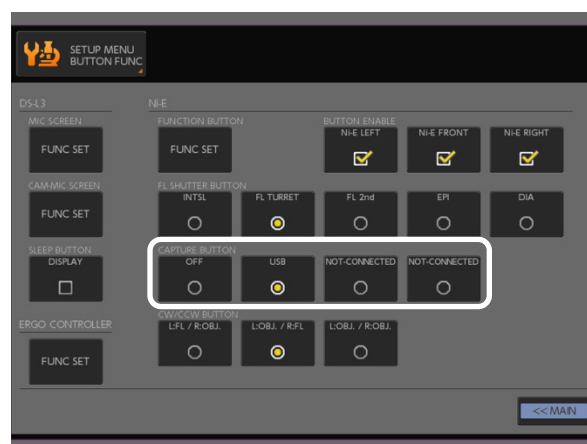 SETUP MENU
BUTTON FUNC
DS-L3
Ni-E
MIC SCREEN
FUNCTION BUTTON
BUTTON ENABLE
FUNC SET
FUNC SET
Ni-E LEFT
Ni-E FRONT
Ni-E RIGHT
CAM-MIC SCREEN
FL SHUTTER BUTTON
FUNC SET
INTSL
FL TURRET
FL 2nd
EPI
DIA
SLEEP BUTTON
CAPTURE BUTTON
DISPLAY
OFF
USB
NOT-CONNECTED
NOT-CONNECTED
ERGO CONTROLLER
CW/CCW BUTTON
FUNC SET
L:FL / R:OBJ.
L:OBJ. / R:FL
L:OBJ. / R:OBJ.
<< MAIN